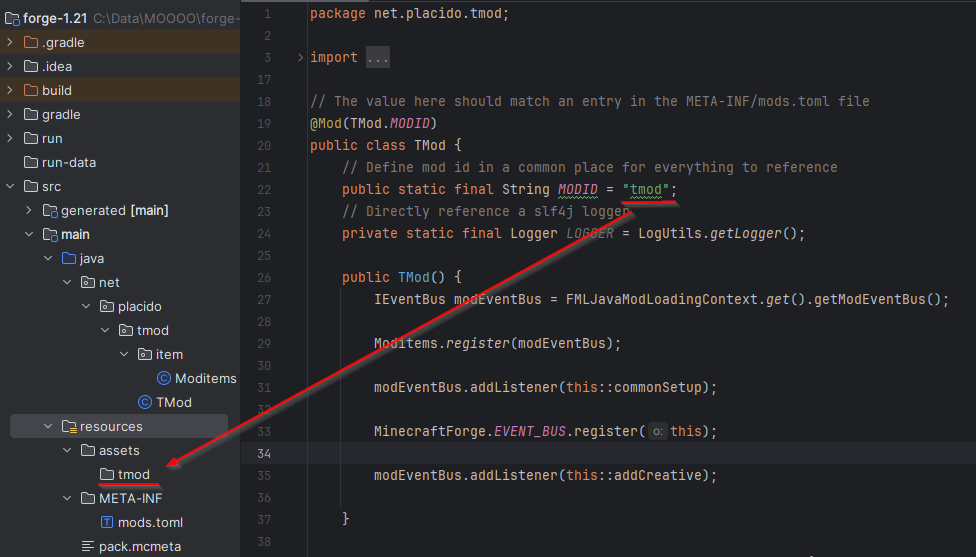 forge-1.21 C:\Data\MOOOO\forge-
.gradle
.idea
build
gradle
run
run-data
src
generated [main]
main
java
net
placido
tmod
item
Moditems
TMod
resources
assets
tmod
META-INF
mods.toml
pack.mcmeta
1 package net.placido.tmod;
2
3 import ...
17
18 // The value here should match an entry in the META-INF/mods.toml file
19 @Mod(TMod.MODID)
20 public class TMod {
21 // Define mod id in a common place for everything to reference
22 public static final String MODID = "tmod";
23 // Directly reference a slf4j logger
24 private static final Logger LOGGER = LogUtils.getLogger();
25
26 public TMod() {
27 IEventBus modEventBus = FMLJavaModLoadingContext.get().getModEventBus();
28
29 Moditems.register(modEventBus);
30
31 modEventBus.addListener(this::commonSetup);
32
33 MinecraftForge.EVENT_BUS.register( o: this);
34
35 modEventBus.addListener(this::addCreative);
36
37 }
38